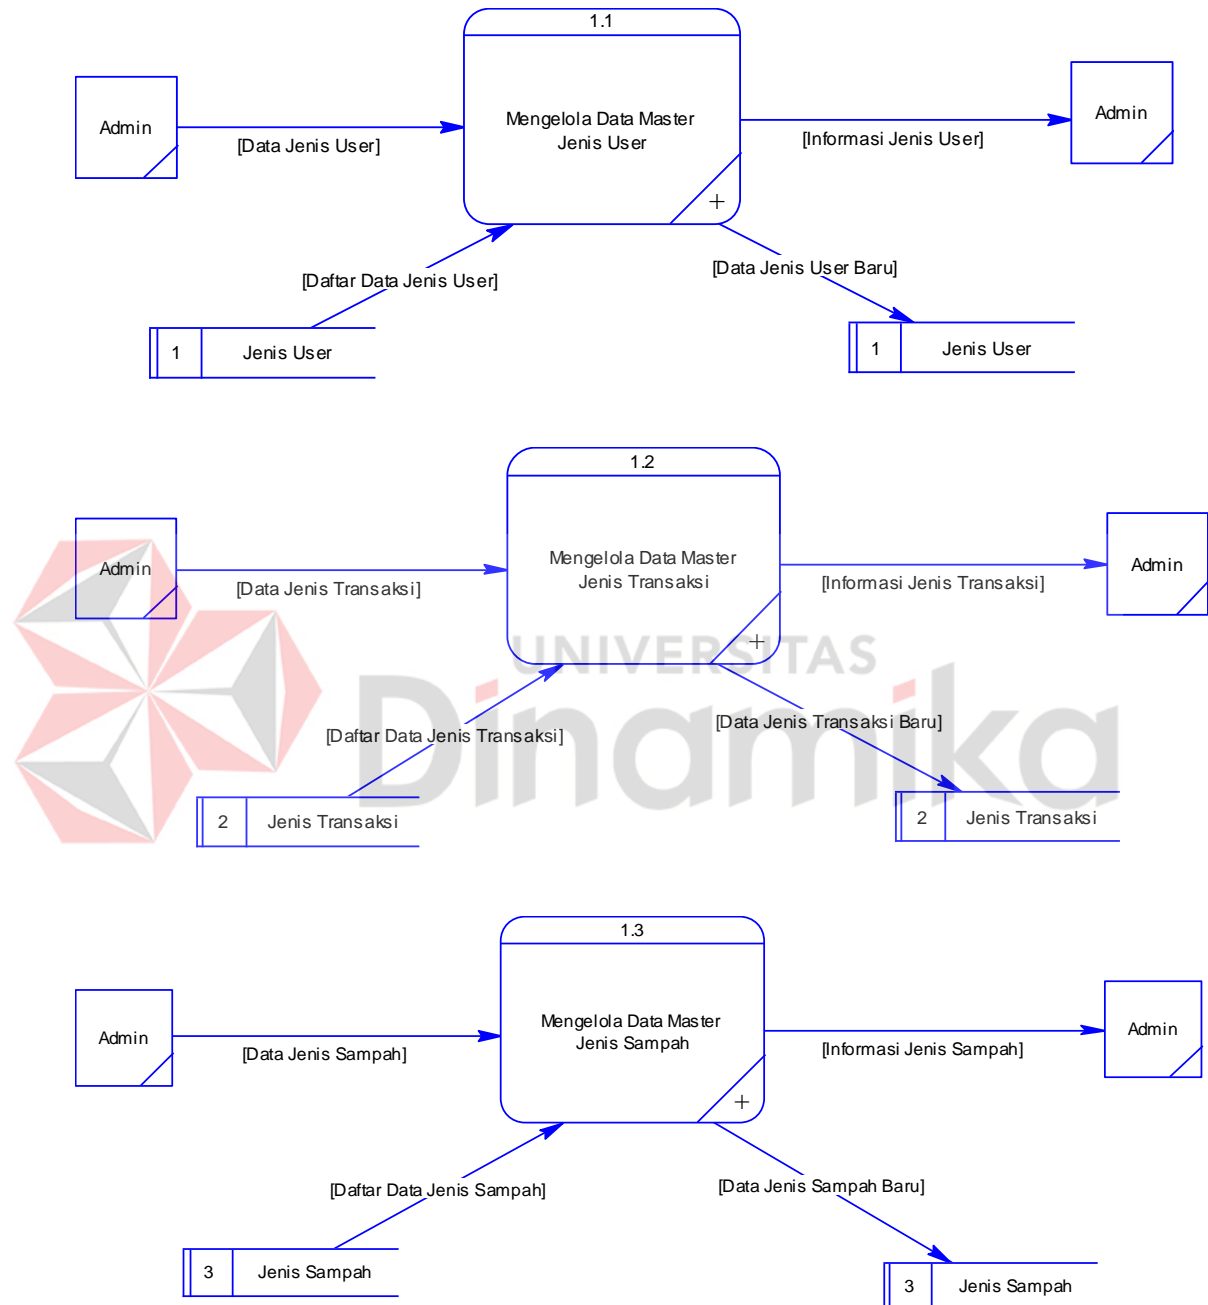 1.1
Admin
Mengelola Data Master
Jenis User
Admin
[Data Jenis User]
[Informasi Jenis User]
+
[Daftar Data Jenis User]
[Data Jenis User Baru]
1 Jenis User
1 Jenis User
1.2
Admin
Mengelola Data Master
Jenis Transaksi
Admin
[Data Jenis Transaksi]
[Informasi Jenis Transaksi]
+
UNIVERSITAS
Dinamika
[Daftar Data Jenis Transaksi]
[Data Jenis Transaksi Baru]
2 Jenis Transaksi
2 Jenis Transaksi
1.3
Admin
Mengelola Data Master
Jenis Sampah
Admin
[Data Jenis Sampah]
[Informasi Jenis Sampah]
+
[Daftar Data Jenis Sampah]
[Data Jenis Sampah Baru]
3 Jenis Sampah
3 Jenis Sampah